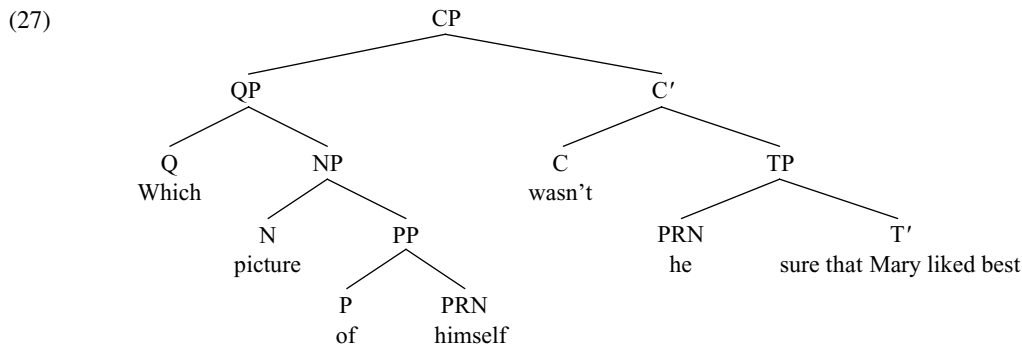 (27) CP
QP C′
Q NP C TP
Which wasn't
N PP PRN T′
picture he sure that Mary liked best
P PRN
of himself